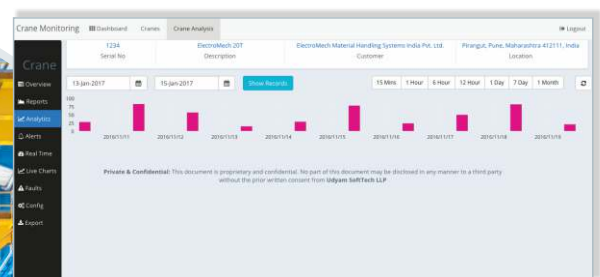 Crane Monitoring Dashboard Cranes Crane Analysis Logout
1234 ElectroMech 20T ElectroMech Material Handling Systems India Pvt. Ltd. Pirangut, Pune, Maharashtra 412111, India
Serial No Description Customer Location
Crane
Overview
Reports
Analytics
Alerts
Real Time
Live Charts
Faults
Config
Export
13-Jan-2017 15-Jan-2017 Show Records 15 Mins 1 Hour 6 Hour 12 Hour 1 Day 7 Day 1 Month
100
75
50
25
0
2016/11/11 2016/11/12 2016/11/13 2016/11/14 2016/11/15 2016/11/16 2016/11/17 2016/11/18 2016/11/19
Private & Confidential: This document is proprietary and confidential. No part of this document may be disclosed in any manner to a third party
without the prior written consent from Udyam SoftTech LLP